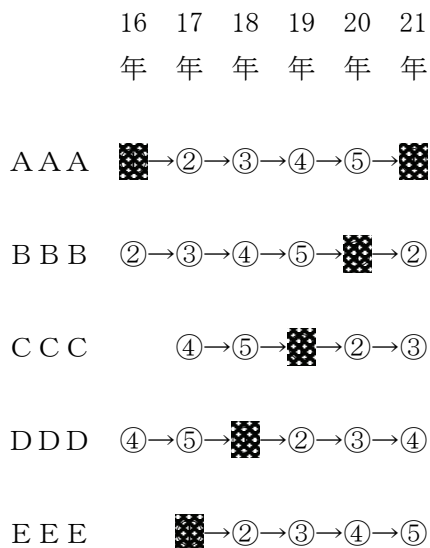 16 17 18 19 20 21
年 年 年 年 年 年
AAA →②→③→④→⑤→
BBB ②→③→④→⑤→ →②
CCC ④→⑤→ →②→③
DDD ④→⑤→ →②→③→④
EEE →②→③→④→⑤